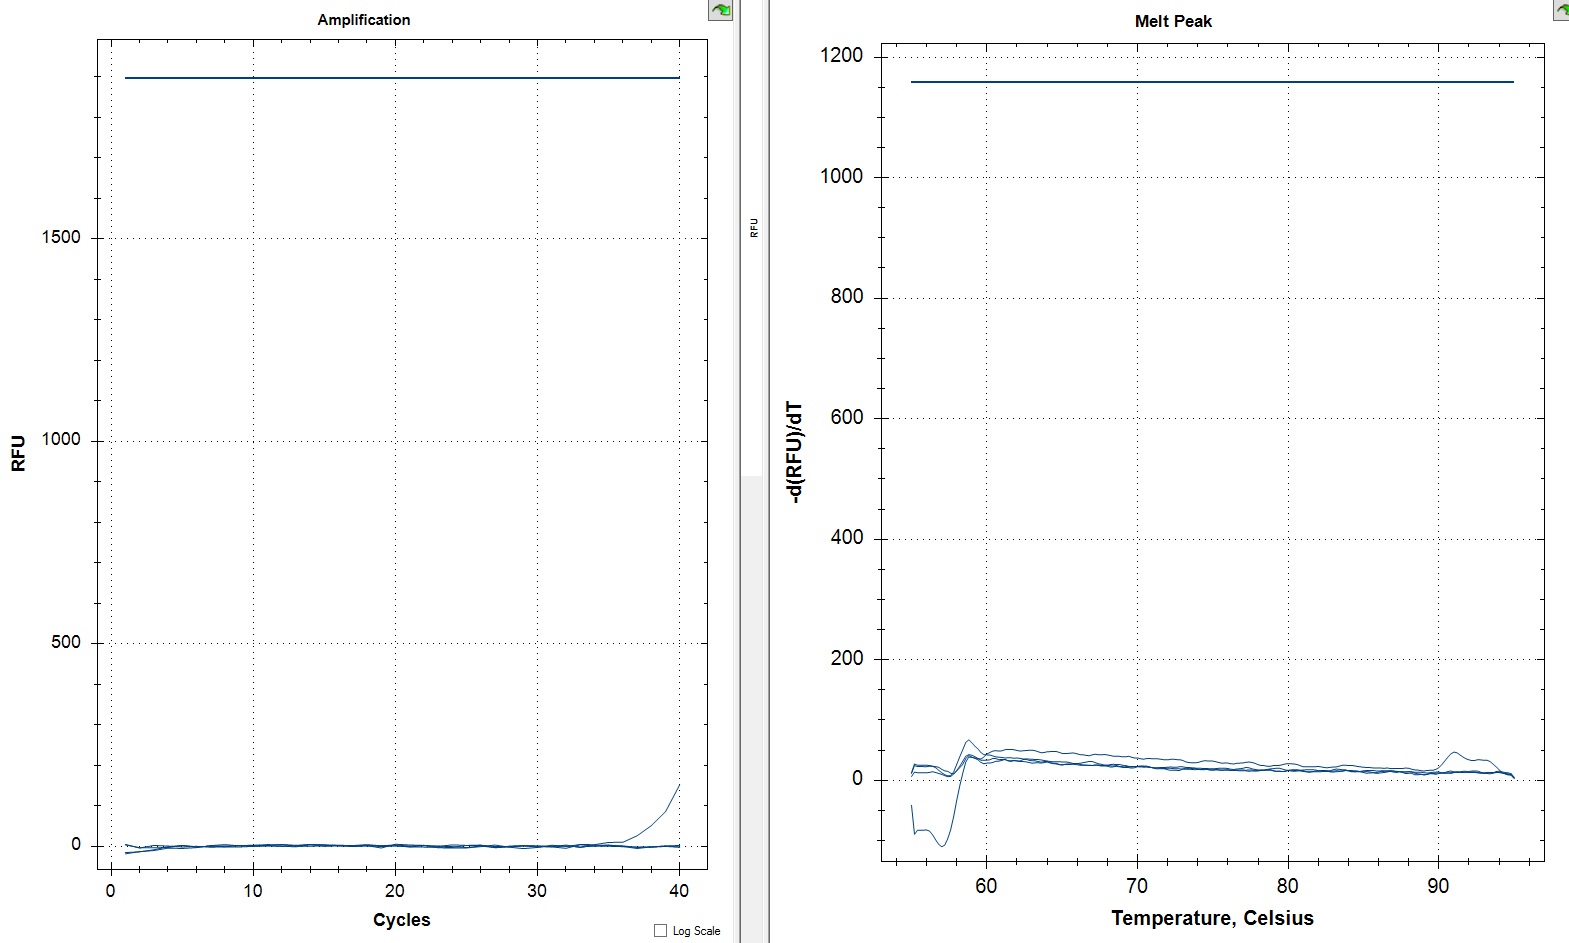 Amplification
RFU
1500
1000
500
0
0 10 20 30 40
Cycles
Log Scale
RFU
Melt Peak
-d(RFU)/dT
1200
1000
800
600
400
200
0
60 70 80 90
Temperature, Celsius